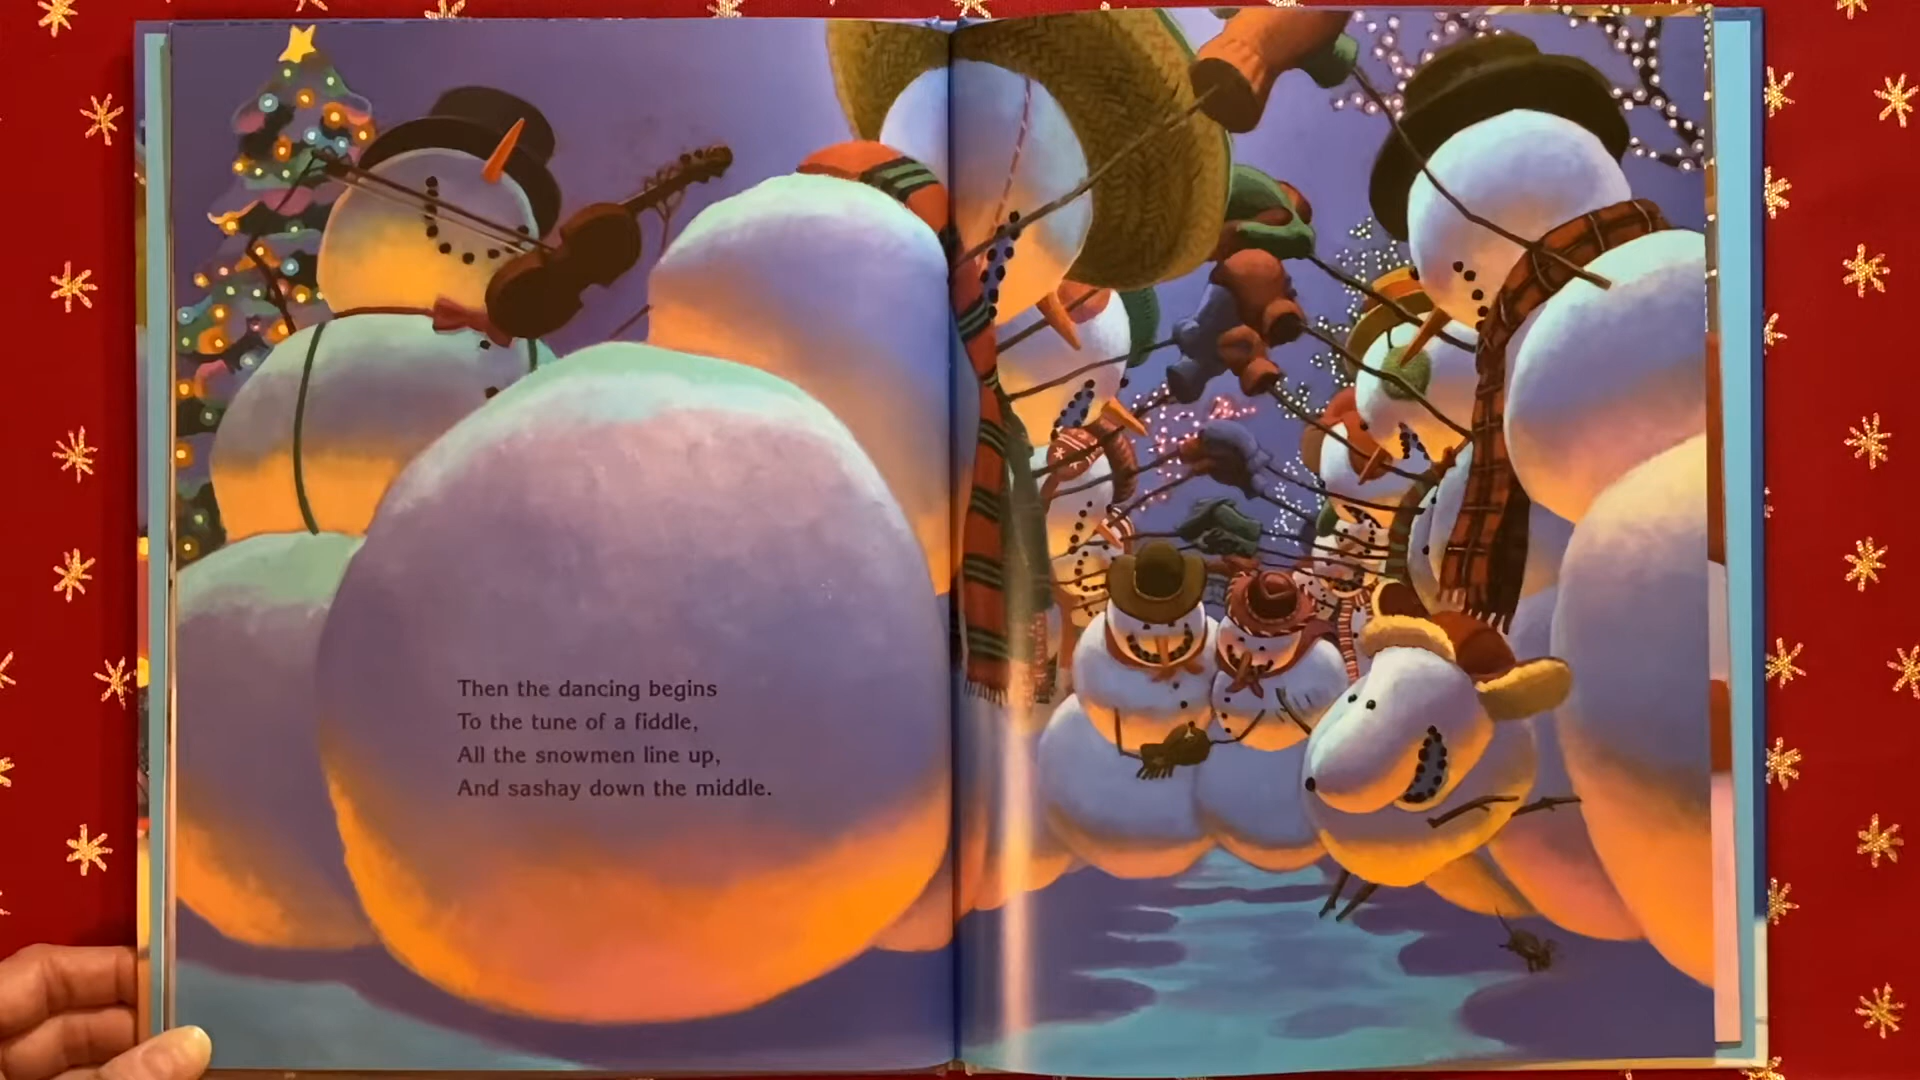 Then the dancing begins
To the tune of a fiddle,
All the snowmen line up,
And sashay down the middle.